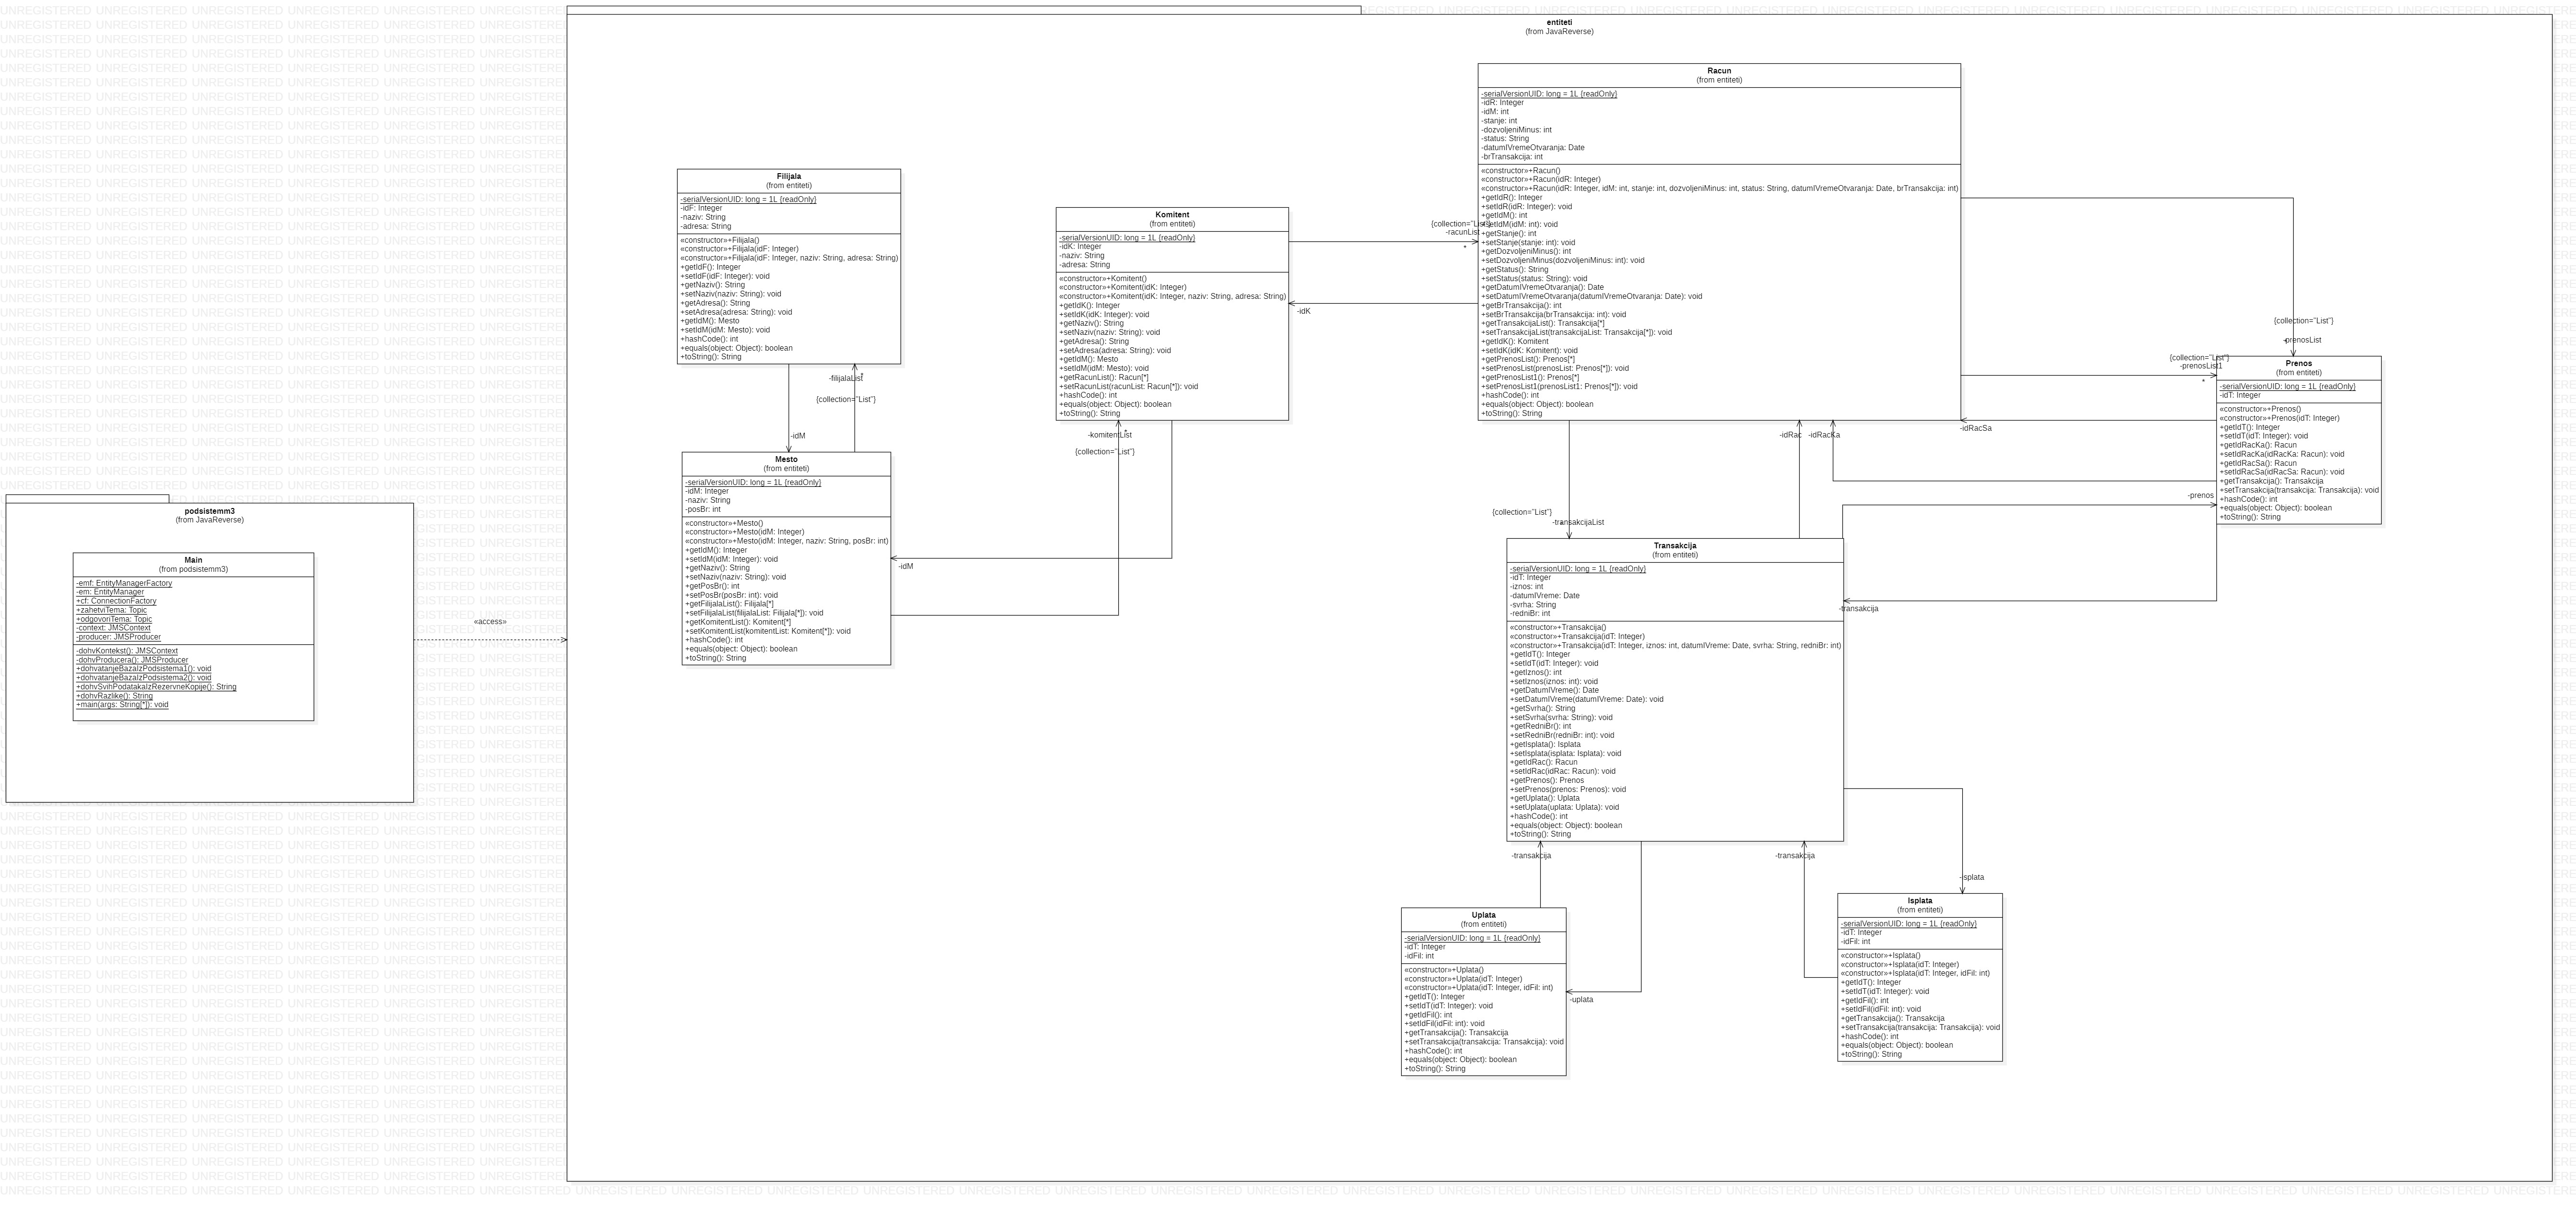 entiteti
(from JavaReverse)
Racun
(from entiteti)
-serialVersionUID: long = 1L {readOnly}
-idR: Integer
-idM: int
-stanje: int
-dozvoljeniMinus: int
-status: String
-datumIVremeOtvaranja: Date
-brTransakcija: int
«constructor»+Racun()
«constructor»+Racun(idR: Integer)
«constructor»+Racun(idR: Integer, idM: int, stanje: int, dozvoljeniMinus: int, status: String, datumIVremeOtvaranja: Date, brTransakcija: int)
+getIdR(): Integer
+setIdR(idR: Integer): void
+getIdM(): int
+setIdM(idM: int): void
+getStanje(): int
+setStanje(stanje: int): void
+getDozvoljeniMinus(): int
+setDozvoljeniMinus(dozvoljeniMinus: int): void
+getStatus(): String
+setStatus(status: String): void
+getDatumIVremeOtvaranja(): Date
+setDatumIVremeOtvaranja(datumIVremeOtvaranja: Date): void
+getBrTransakcija(): int
+setBrTransakcija(brTransakcija: int): void
+getTransakcijaList(): Transakcija[*]
+setTransakcijaList(transakcijaList: Transakcija[*]): void
+getIdK(): Komitent
+setIdK(idK: Komitent): void
+getPrenosList(): Prenos[*]
+setPrenosList(prenosList: Prenos[*]): void
+getPrenosList1(): Prenos[*]
+setPrenosList1(prenosList1: Prenos[*]): void
+hashCode(): int
+equals(object: Object): boolean
+toString(): String
Filijala
(from entiteti)
-serialVersionUID: long = 1L {readOnly}
-idF: Integer
-naziv: String
-adresa: String
«constructor»+Filijala()
«constructor»+Filijala(idF: Integer)
«constructor»+Filijala(idF: Integer, naziv: String, adresa: String)
+getIdF(): Integer
+setIdF(idF: Integer): void
+getNaziv(): String
+setNaziv(naziv: String): void
+getAdresa(): String
+setAdresa(adresa: String): void
+getIdM(): Mesto
+setIdM(idM: Mesto): void
+hashCode(): int
+equals(object: Object): boolean
+toString(): String
Komitent
(from entiteti)
-serialVersionUID: long = 1L {readOnly}
-idK: Integer
-naziv: String
-adresa: String
«constructor»+Komitent()
«constructor»+Komitent(idK: Integer)
«constructor»+Komitent(idK: Integer, naziv: String, adresa: String)
+getIdK(): Integer
+setIdK(idK: Integer): void
+getNaziv(): String
+setNaziv(naziv: String): void
+getAdresa(): String
+setAdresa(adresa: String): void
+getIdM(): Mesto
+setIdM(idM: Mesto): void
+getRacunList(): Racun[*]
+setRacunList(racunList: Racun[*]): void
+hashCode(): int
+equals(object: Object): boolean
+toString(): String
{collection="List"}
-racunList
*
-idK
{collection="List"}
-prenosList
*
{collection="List"}
-prenosList1
*
Prenos
(from entiteti)
-serialVersionUID: long = 1L {readOnly}
-idT: Integer
«constructor»+Prenos()
«constructor»+Prenos(idT: Integer)
+getIdT(): Integer
+setIdT(idT: Integer): void
+getIdRacKa(): Racun
+setIdRacKa(idRacKa: Racun): void
+getIdRacSa(): Racun
+setIdRacSa(idRacSa: Racun): void
+getTransakcija(): Transakcija
+setTransakcija(transakcija: Transakcija): void
+hashCode(): int
+equals(object: Object): boolean
+toString(): String
-filijalaList
*
{collection="List"}
-idM
-komitentList
*
{collection="List"}
-idRac
-idRacKa
-idRacSa
-prenos
Mesto
(from entiteti)
-serialVersionUID: long = 1L {readOnly}
-idM: Integer
-naziv: String
-posBr: int
«constructor»+Mesto()
«constructor»+Mesto(idM: Integer)
«constructor»+Mesto(idM: Integer, naziv: String, posBr: int)
+getIdM(): Integer
+setIdM(idM: Integer): void
+getNaziv(): String
+setNaziv(naziv: String): void
+getPosBr(): int
+setPosBr(posBr: int): void
+getFilijalaList(): Filijala[*]
+setFilijalaList(filijalaList: Filijala[*]): void
+getKomitentList(): Komitent[*]
+setKomitentList(komitentList: Komitent[*]): void
+hashCode(): int
+equals(object: Object): boolean
+toString(): String
-idM
podsistemm3
(from JavaReverse)
Main
(from podsistemm3)
-emf: EntityManagerFactory
-em: EntityManager
+cf: ConnectionFactory
+zahetviTema: Topic
+odgovoriTema: Topic
-context: JMSContext
-producer: JMSProducer
-dohvKontekst(): JMSContext
-dohvProducera(): JMSProducer
+dohvatanjeBazaIzPodsistema1(): void
+dohvatanjeBazaIzPodsistema2(): void
+dohvSvihPodatakaIzRezervneKopije(): String
+dohvRazlike(): String
+main(args: String[*]): void
«access»
{collection="List"}
-transakcijaList
*
Transakcija
(from entiteti)
-serialVersionUID: long = 1L {readOnly}
-idT: Integer
-iznos: int
-datumIVreme: Date
-svrha: String
-redniBr: int
«constructor»+Transakcija()
«constructor»+Transakcija(idT: Integer)
«constructor»+Transakcija(idT: Integer, iznos: int, datumIVreme: Date, svrha: String, redniBr: int)
+getIdT(): Integer
+setIdT(idT: Integer): void
+getIznos(): int
+setIznos(iznos: int): void
+getDatumIVreme(): Date
+setDatumIVreme(datumIVreme: Date): void
+getSvrha(): String
+setSvrha(svrha: String): void
+getRedniBr(): int
+setRedniBr(redniBr: int): void
+getIsplata(): Isplata
+setIsplata(isplata: Isplata): void
+getIdRac(): Racun
+setIdRac(idRac: Racun): void
+getPrenos(): Prenos
+setPrenos(prenos: Prenos): void
+getUplata(): Uplata
+setUplata(uplata: Uplata): void
+hashCode(): int
+equals(object: Object): boolean
+toString(): String
-transakcija
-transakcija
-transakcija
-isplata
Uplata
(from entiteti)
-serialVersionUID: long = 1L {readOnly}
-idT: Integer
-idFil: int
«constructor»+Uplata()
«constructor»+Uplata(idT: Integer)
«constructor»+Uplata(idT: Integer, idFil: int)
+getIdT(): Integer
+setIdT(idT: Integer): void
+getIdFil(): int
+setIdFil(idFil: int): void
+getTransakcija(): Transakcija
+setTransakcija(transakcija: Transakcija): void
+hashCode(): int
+equals(object: Object): boolean
+toString(): String
-uplata
Isplata
(from entiteti)
-serialVersionUID: long = 1L {readOnly}
-idT: Integer
-idFil: int
«constructor»+Isplata()
«constructor»+Isplata(idT: Integer)
«constructor»+Isplata(idT: Integer, idFil: int)
+getIdT(): Integer
+setIdT(idT: Integer): void
+getIdFil(): int
+setIdFil(idFil: int): void
+getTransakcija(): Transakcija
+setTransakcija(transakcija: Transakcija): void
+hashCode(): int
+equals(object: Object): boolean
+toString(): String